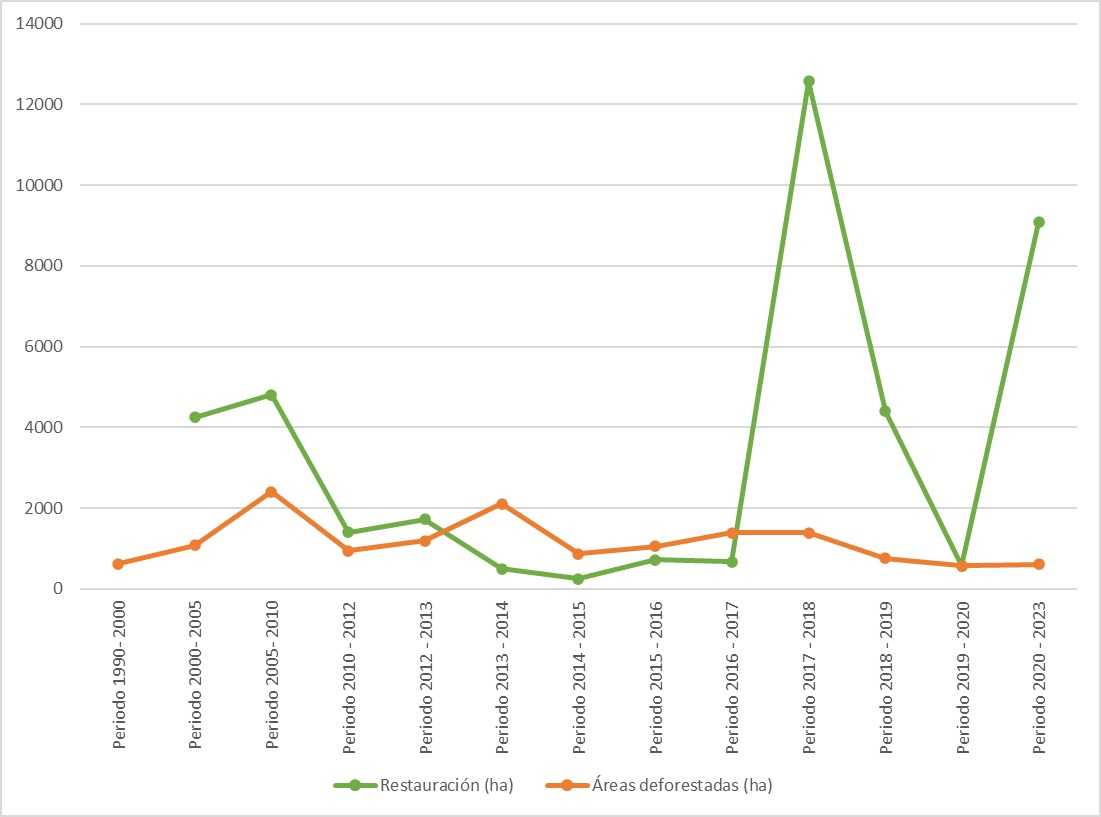 14000
12000
10000
8000
6000
4000
2000
0
Periodo 1990- 2000
Periodo 2000- 2005
Periodo 2005- 2010
Periodo 2010 - 2012
Periodo 2012 - 2013
Periodo 2013 - 2014
Periodo 2014 - 2015
Periodo 2015 - 2016
Periodo 2016 - 2017
Periodo 2017 - 2018
Periodo 2018 - 2019
Periodo 2019 - 2020
Periodo 2020 - 2023
Restauración (ha)
Áreas deforestadas (ha)